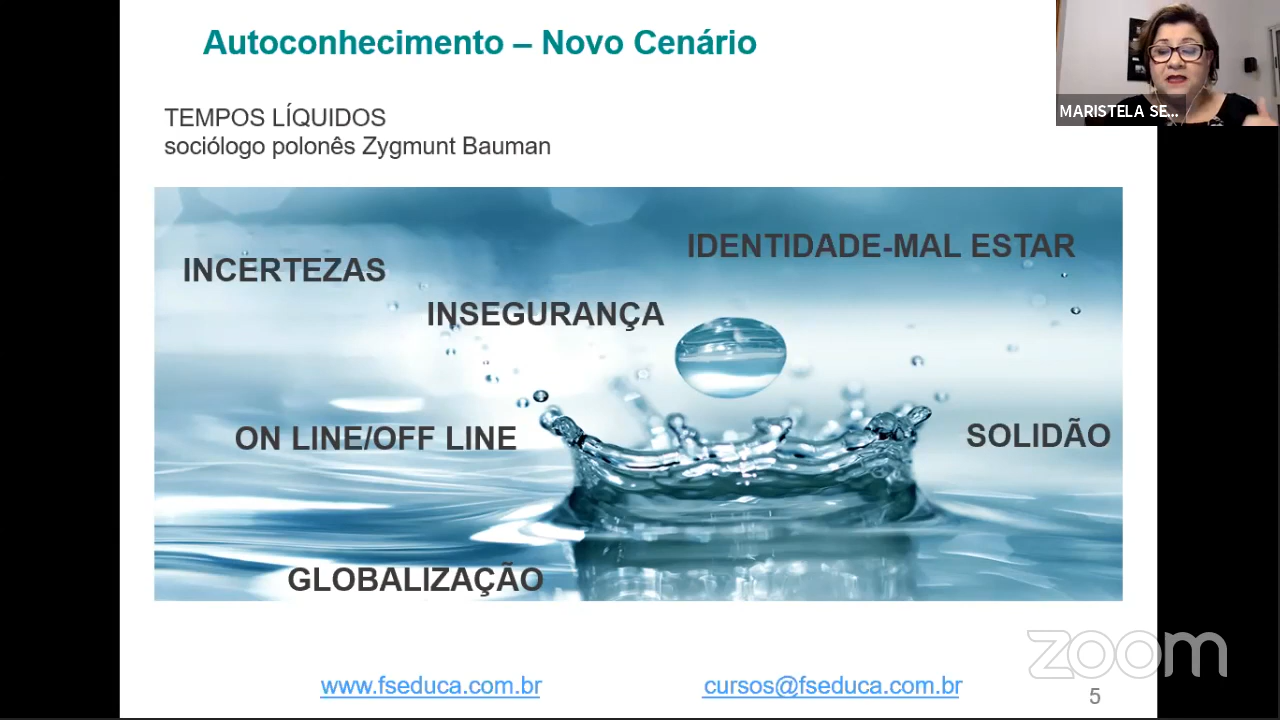 Autoconhecimento – Novo Cenário
MARISTELA SE...
TEMPOS LÍQUIDOS
sociólogo polonês Zygmunt Bauman
IDENTIDADE-MAL ESTAR
INCERTEZAS
INSEGURANÇA
ON LINE/OFF LINE
SOLIDÃO
GLOBALIZAÇÃO
zoom
www.fseduca.com.br
cursos@fseduca.com.br
5